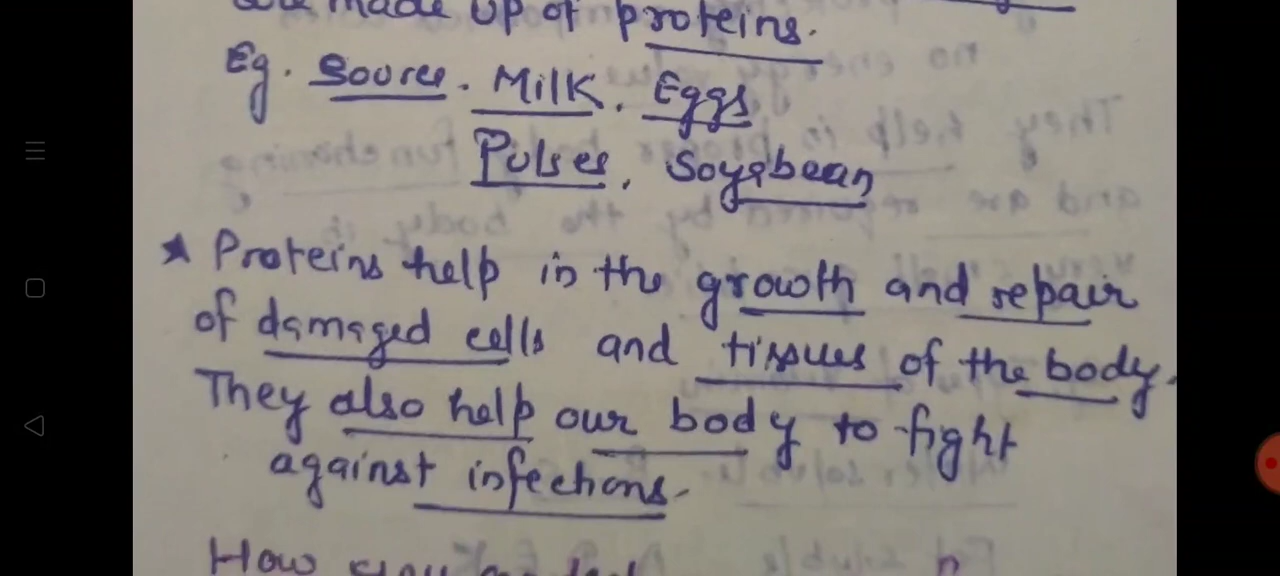 made up of proteins.
Eg. Source. Milk, Eggs
Pulses, Soyabean
★ Proteins help in the growth and repair
of damaged cells and tissues of the body.
They also help our body to fight
against infections.
How